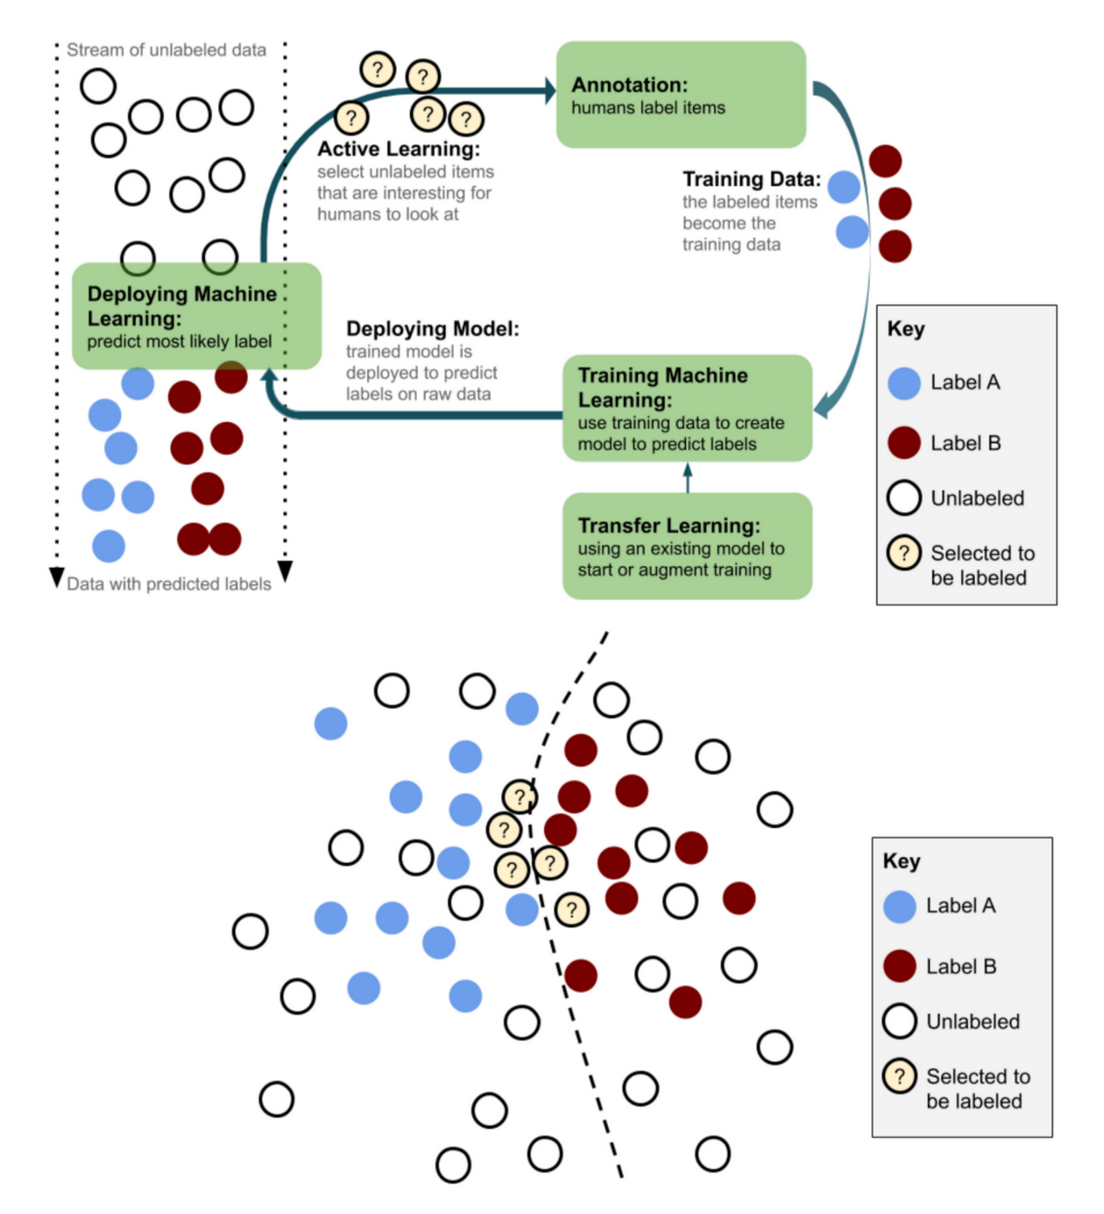 Stream of unlabeled data
?
?
?
?
?
Active Learning:
select unlabeled items
that are interesting for
humans to look at
Annotation:
humans label items
Training Data:
the labeled items
become the
training data
Deploying Machine
Learning:
predict most likely label
Deploying Model:
trained model is
deployed to predict
labels on raw data
Training Machine
Learning:
use training data to create
model to predict labels
Transfer Learning:
using an existing model to
start or augment training
Data with predicted labels
Key
Label A
Label B
Unlabeled
?
Selected to
be labeled
?
?
?
?
?
Key
Label A
Label B
Unlabeled
?
Selected to
be labeled